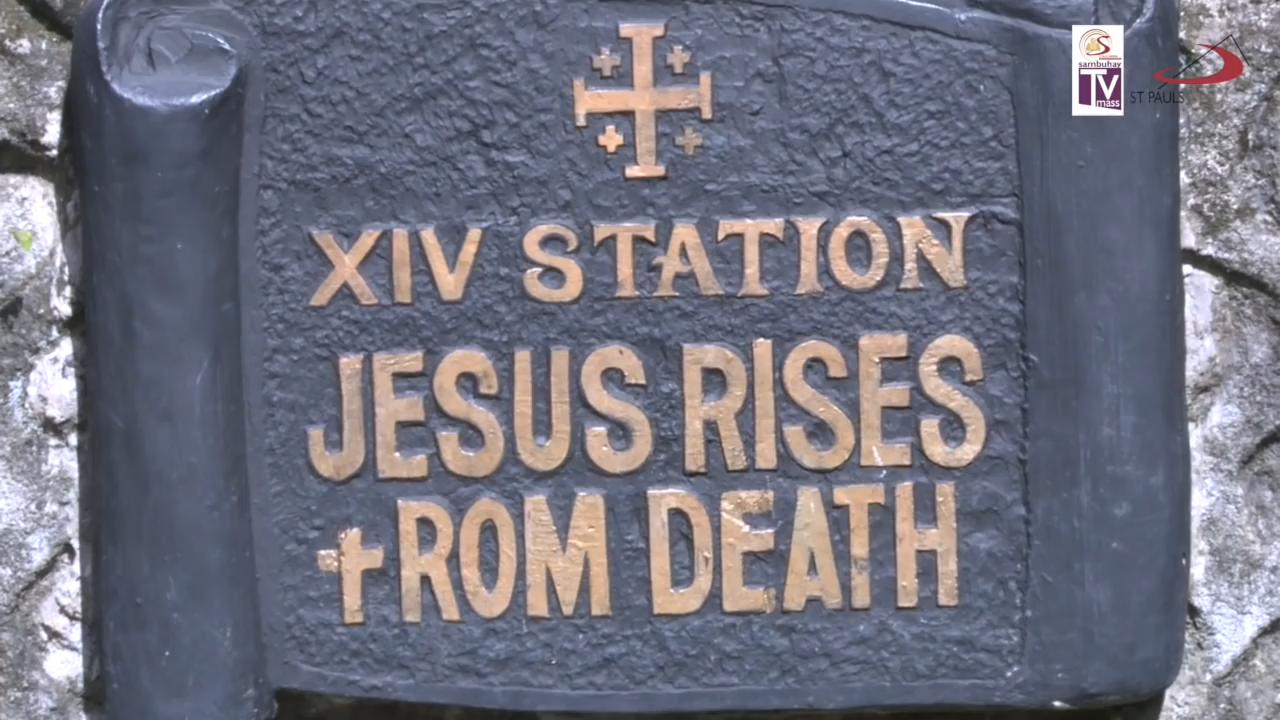 XIV STATION
JESUS RISES
✝ROM DEATH
sambuhay
TV
mass
ST PAULS